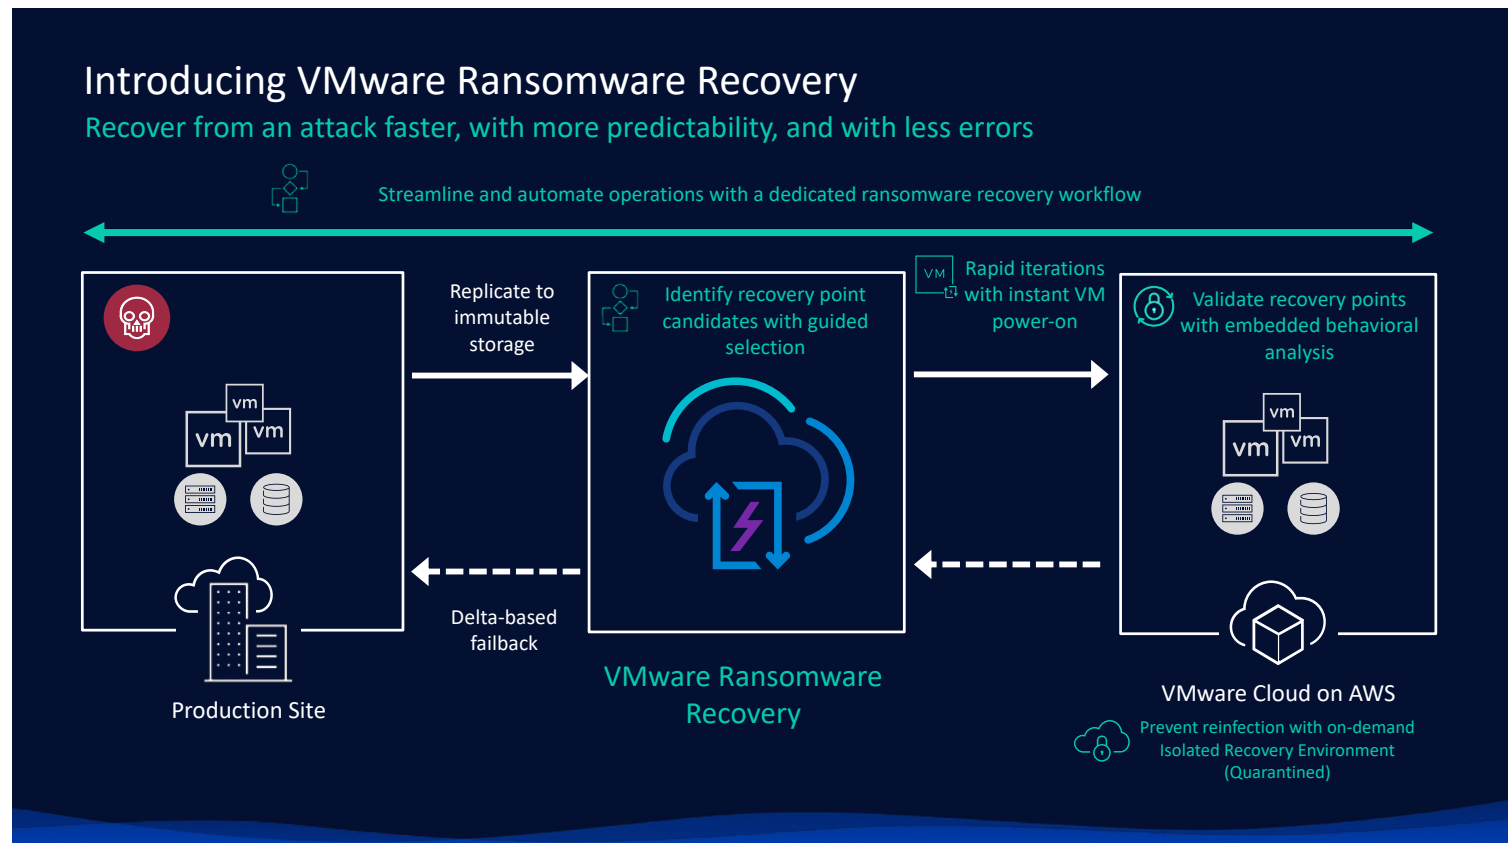 Introducing VMware Ransomware Recovery
Recover from an attack faster, with more predictability, and with less errors
Streamline and automate operations with a dedicated ransomware recovery workflow
Replicate to
immutable
storage
Identify recovery point
candidates with guided
selection
VM
Rapid iterations
with instant VM
power-on
Validate recovery points
with embedded behavioral
analysis
vm
vm
vm
vm
vm
vm
Delta-based
failback
Production Site
VMware Ransomware
Recovery
VMware Cloud on AWS
Prevent reinfection with on-demand
Isolated Recovery Environment
(Quarantined)